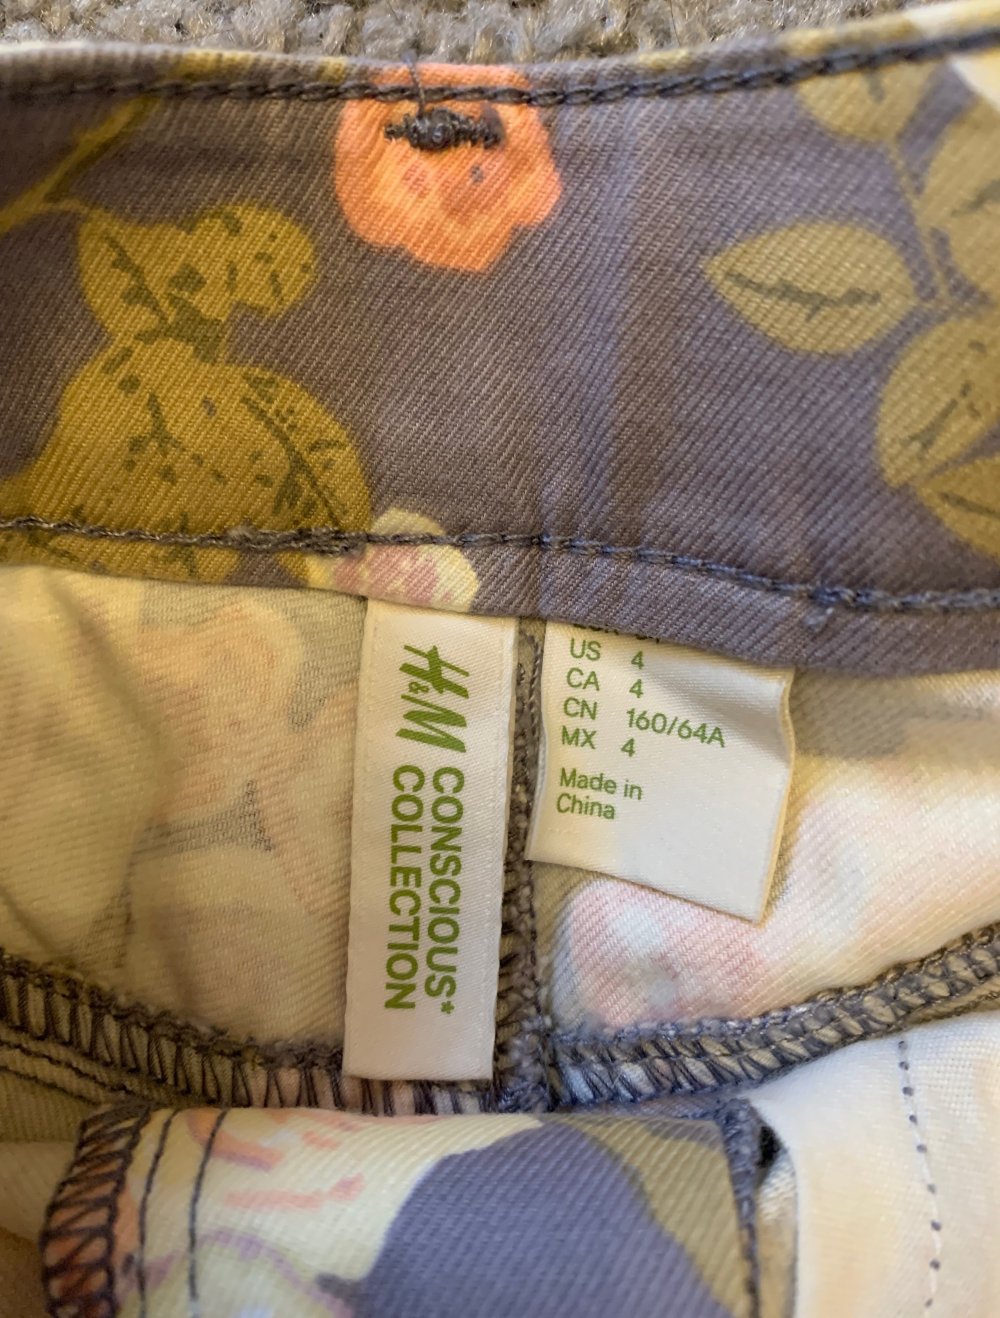 H&M CONSCIOUS*
COLLECTION
US 4
CA 4
CN 160/64A
MX 4
Made in
China